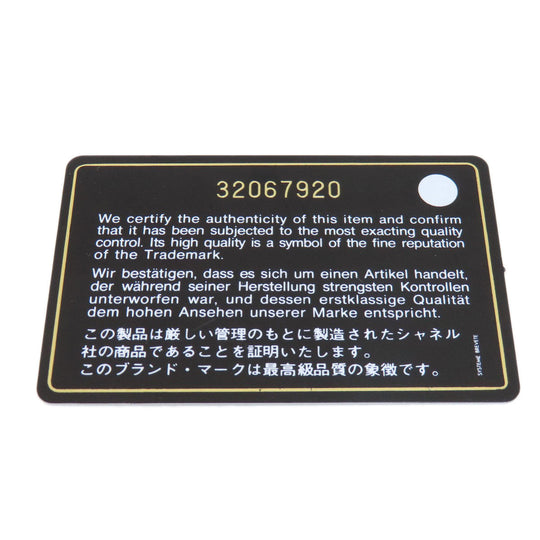 32067920
We certify the authenticity of this item and confirm
that it has been subjected to the most exacting quality
control. Its high quality is a symbol of the fine reputation
of the Trademark.
Wir bestätigen, dass es sich um einen Artikel handelt,
der während seiner Herstellung strengsten Kontrollen
unterworfen war, und dessen erstklassige Qualität
dem hohen Ansehen unserer Marke entspricht.
この製品は厳しい管理のもとに製造されたシャネル
社の商品であることを証明いたします。
このブランド・マークは最高級品質の象徴です。
SYSTEME BREVETE